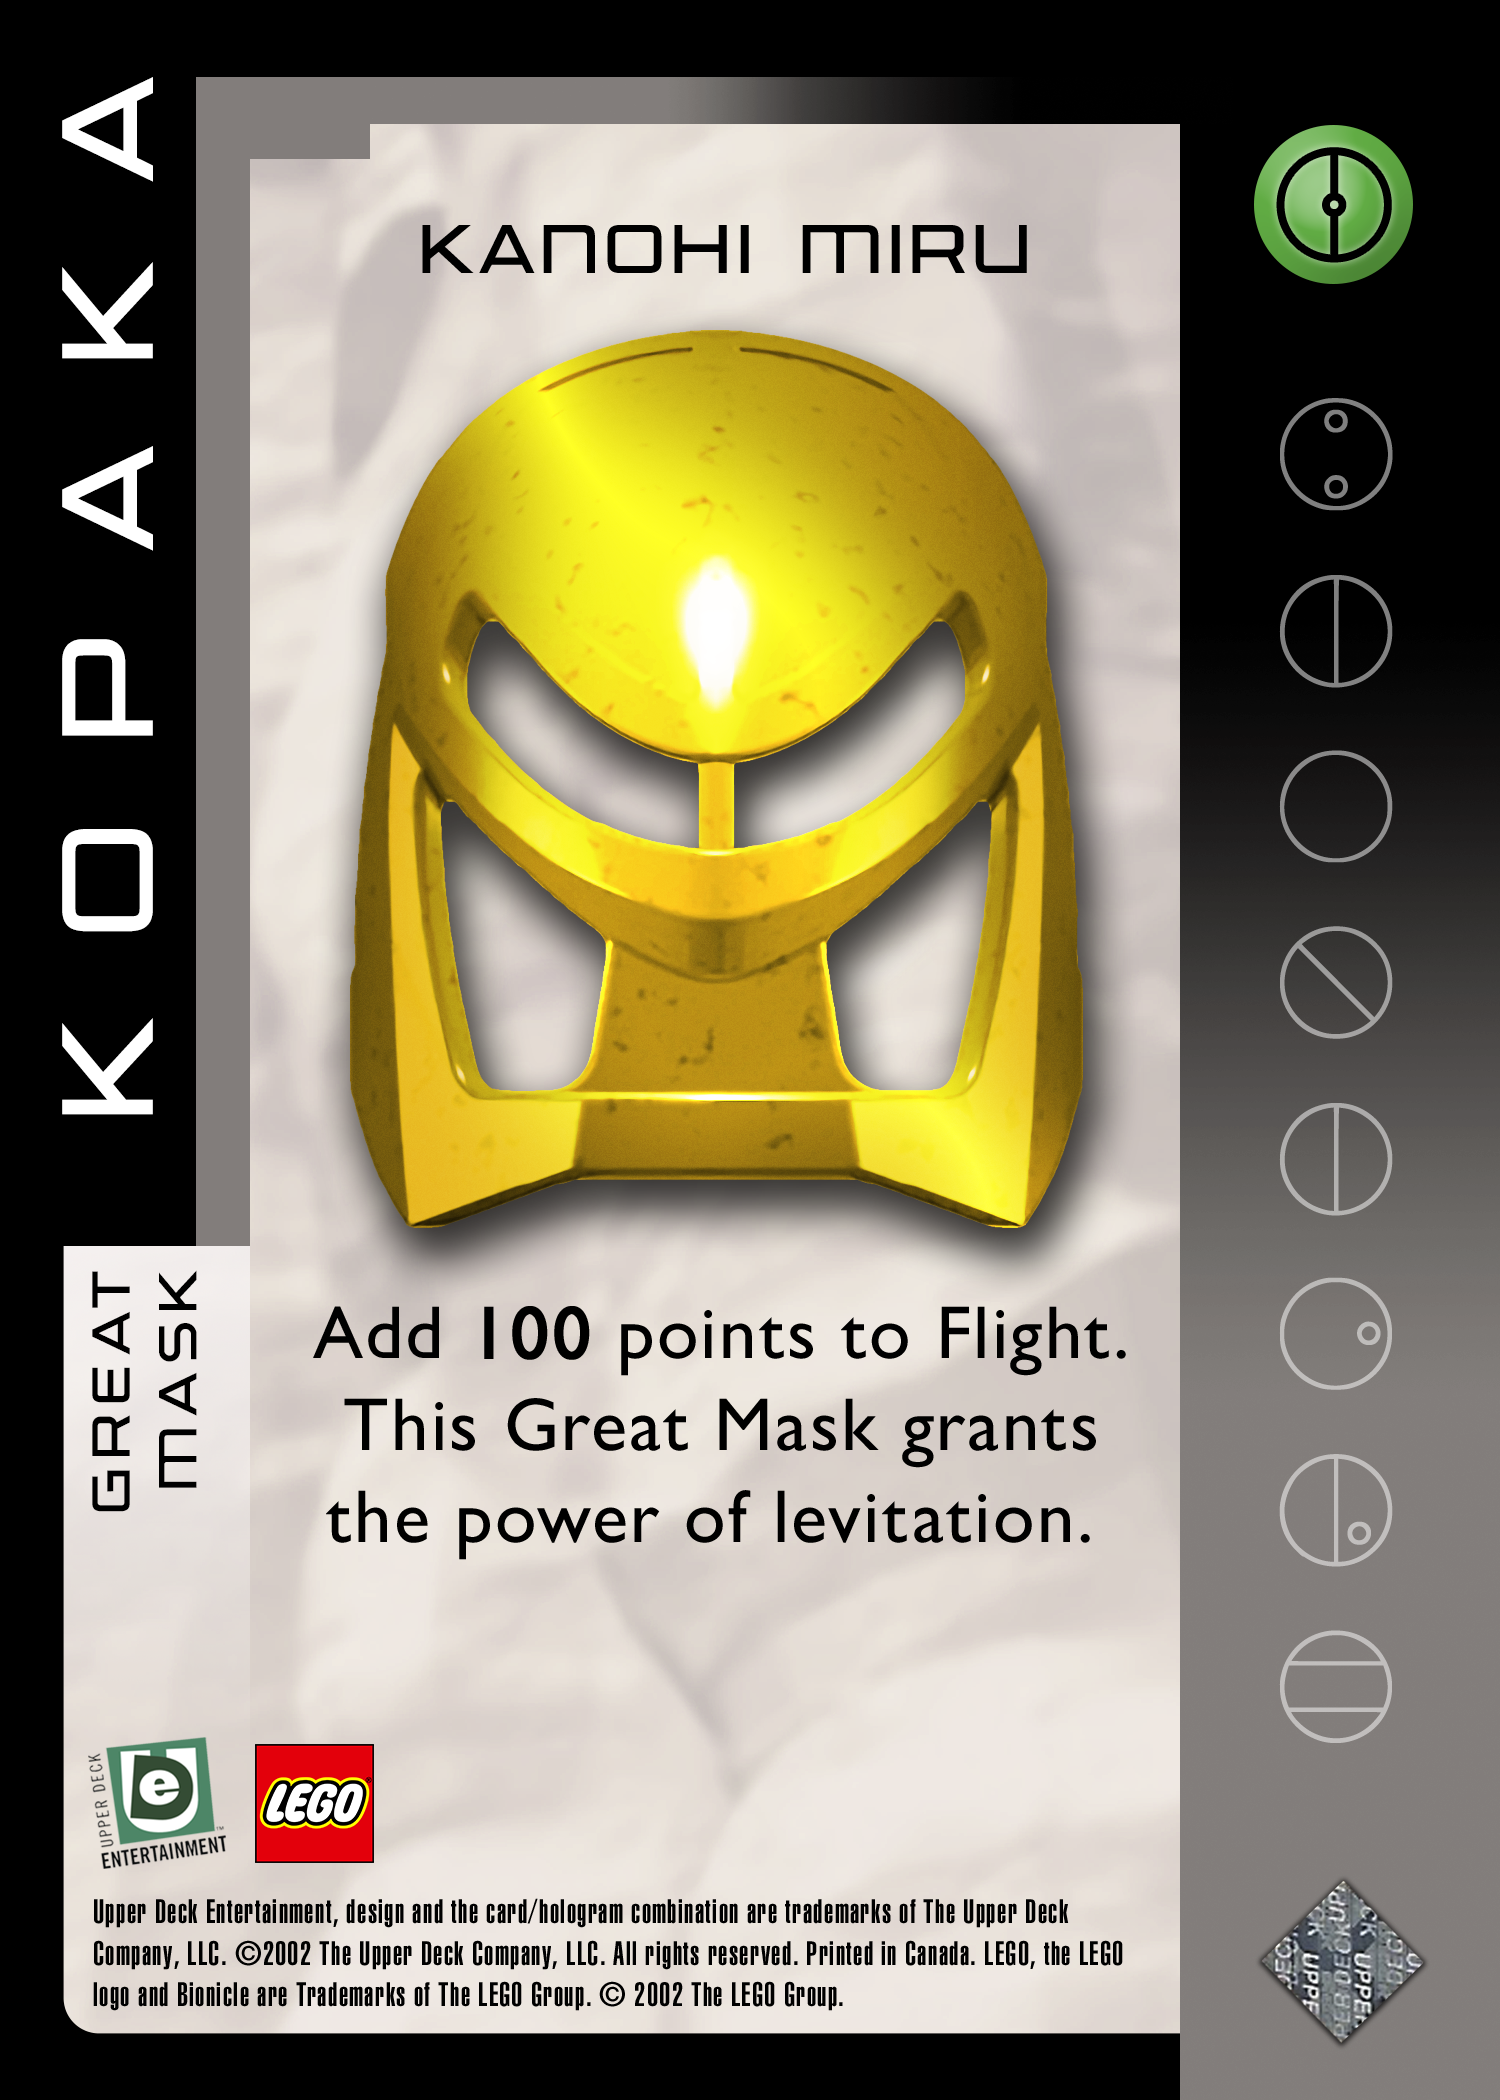 KOPAKA
GREAT
MASK
KANOHI MIRU
Add 100 points to Flight.
This Great Mask grants
the power of levitation.
UPPER DECK
UDe
ENTERTAINMENT™
LEGO
Upper Deck Entertainment, design and the card/hologram combination are trademarks of The Upper Deck
Company, LLC. ©2002 The Upper Deck Company, LLC. All rights reserved. Printed in Canada. LEGO, the LEGO
logo and Bionicle are Trademarks of The LEGO Group. © 2002 The LEGO Group.